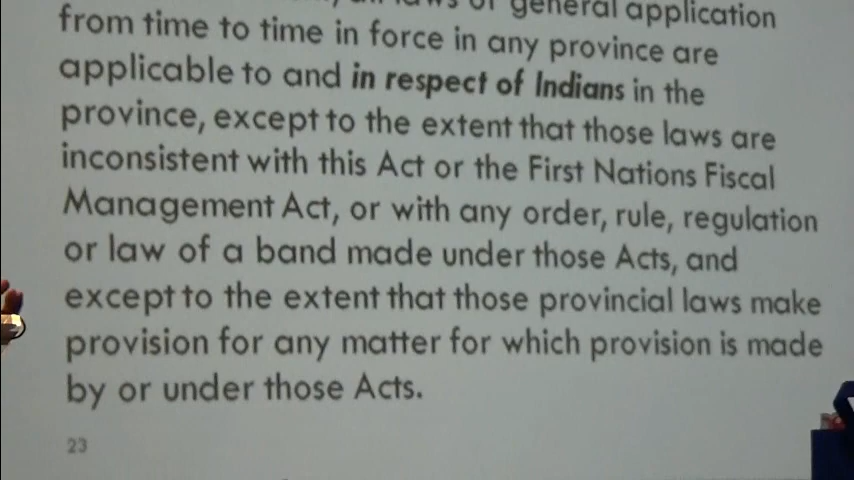 of general application
from time to time in force in any province are
applicable to and in respect of Indians in the
province, except to the extent that those laws are
inconsistent with this Act or the First Nations Fiscal
Management Act, or with any order, rule, regulation
or law of a band made under those Acts, and
except to the extent that those provincial laws make
provision for any matter for which provision is made
by or under those Acts.
23